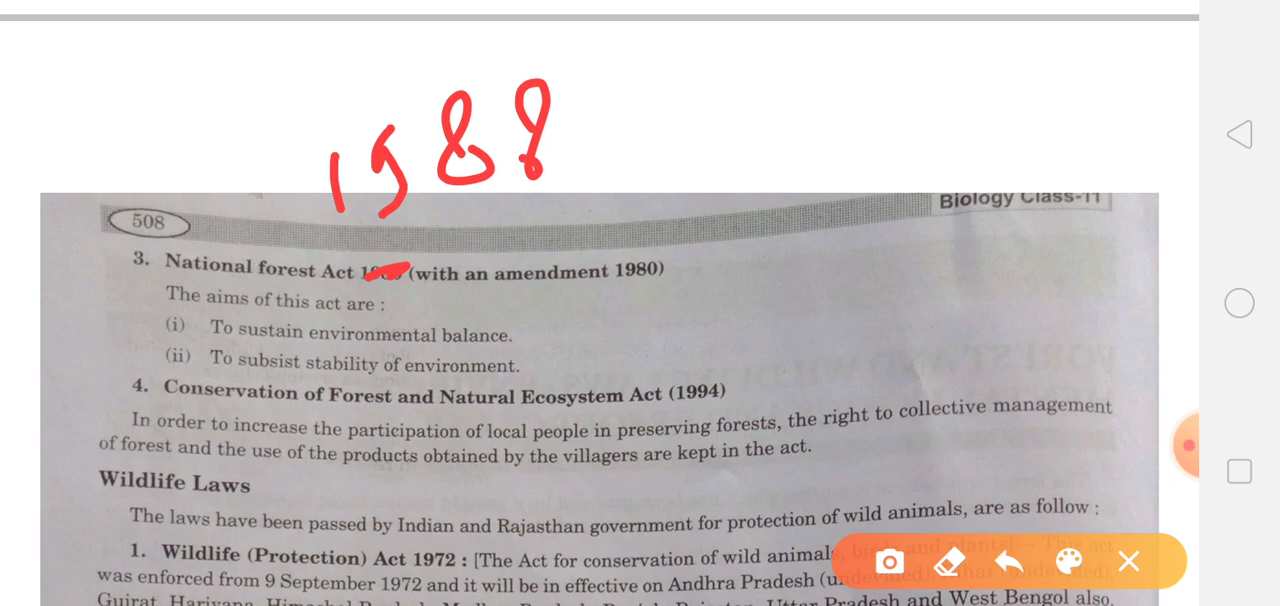 1988
Biology Class-11
508
3. National forest Act (with an amendment 1980)
The aims of this act are :
(i) To sustain environmental balance.
(ii) To subsist stability of environment.
4. Conservation of Forest and Natural Ecosystem Act (1994)
In order to increase the participation of local people in preserving forests, the right to collective management
of forest and the use of the products obtained by the villagers are kept in the act.
Wildlife Laws
The laws have been passed by Indian and Rajasthan government for protection of wild animals, are as follow :
1. Wildlife (Protection) Act 1972 : [The Act for conservation of wild animals, birds and plants]— This act
was enforced from 9 September 1972 and it will be in effective on Andhra Pradesh (undevided),
West Bengol also.